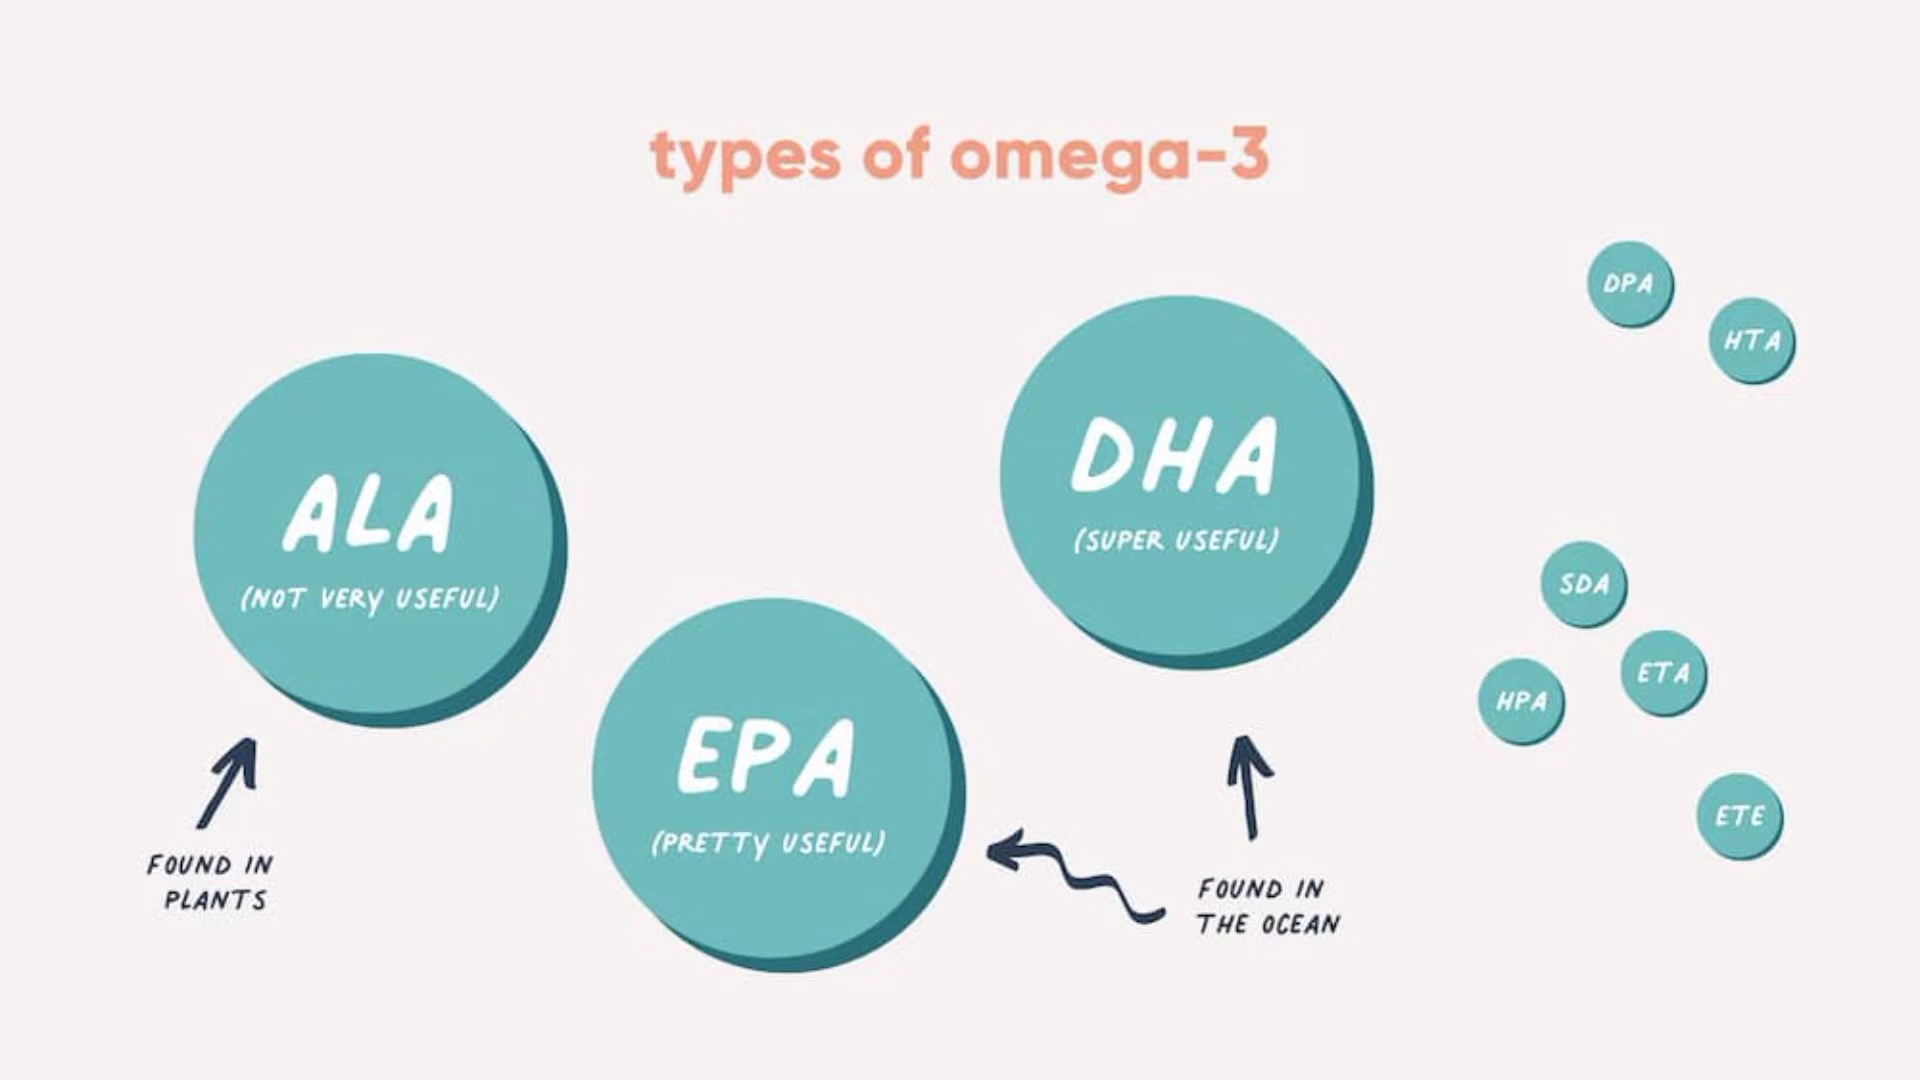 types of omega-3
ALA
(NOT VERY USEFUL)
FOUND IN
PLANTS
EPA
(PRETTY USEFUL)
DHA
(SUPER USEFUL)
FOUND IN
THE OCEAN
DPA
HTA
SDA
ETA
HPA
ETE